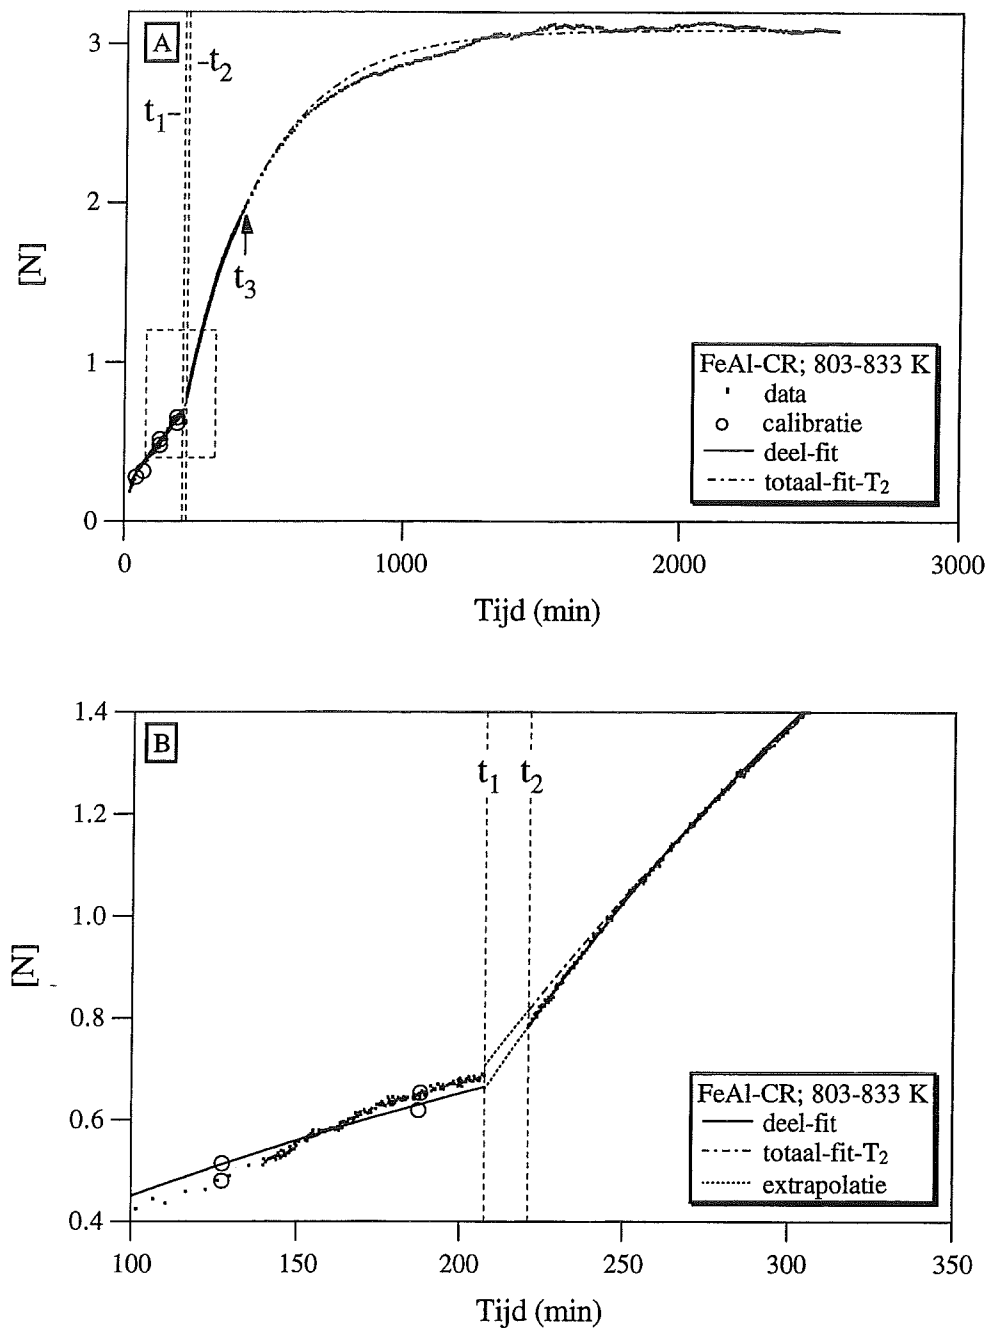 A
t1
t2
3
2
1
0
[N]
t3
FeAl-CR; 803-833 K
data
calibratie
deel-fit
totaal-fit-T2
0 1000 2000 3000
Tijd (min)
B
1.4
1.2
1.0
0.8
0.6
0.4
[N]
t1 t2
FeAl-CR; 803-833 K
deel-fit
totaal-fit-T2
extrapolatie
100 150 200 250 300 350
Tijd (min)